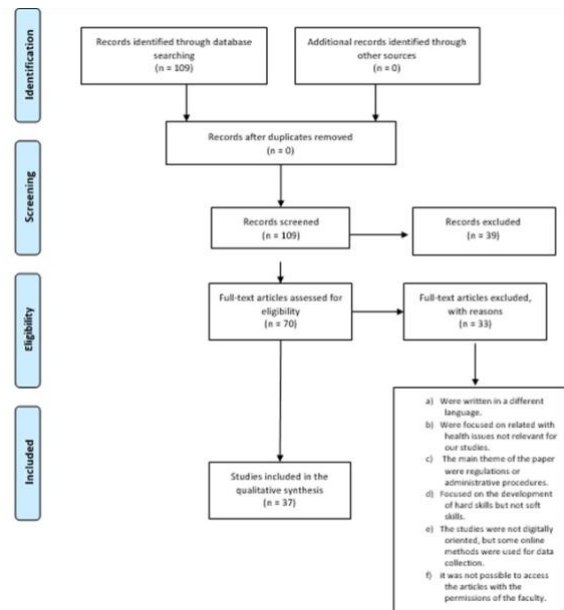 Identification
Records identified through database
searching
(n = 109)
Additional records identified through
other sources
(n = 0)
Records after duplicates removed
(n = 0)
Screening
Records screened
(n = 109)
Records excluded
(n = 39)
Eligibility
Full-text articles assessed for
eligibility
(n = 70)
Full-text articles excluded,
with reasons
(n = 33)
a) Were written in a different
language.
b) Were focused on related with
health issues not relevant for
our studies.
c) The main theme of the paper
were regulations or
administrative procedures.
d) Focused on the development
of hard skills but not soft
skills.
e) The studies were not digitally
oriented, but some online
methods were used for data
collection.
f) it was not possible to access
the articles with the
permissions of the faculty.
Included
Studies included in the
qualitative synthesis
(n = 37)